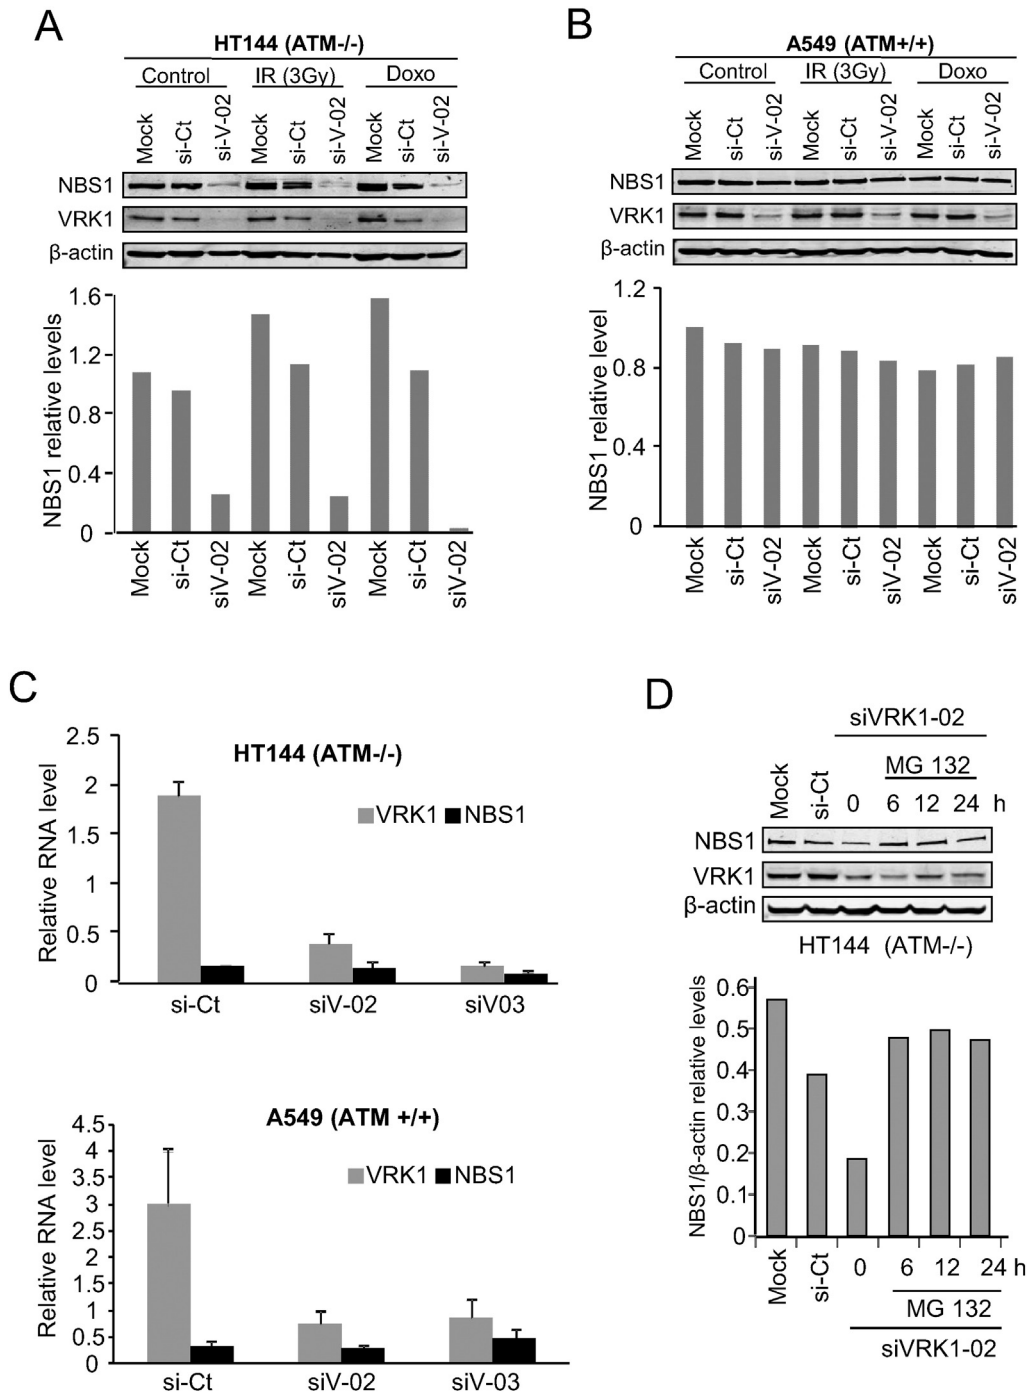 A
HT144 (ATM-/-)
Control IR (3Gy) Doxo
Mock si-Ct si-V-02 Mock si-Ct si-V-02 Mock si-Ct si-V-02
NBS1
VRK1
β-actin
NBS1 relative levels
1.6
1.2
0.8
0.4
0
Mock si-Ct siV-02 Mock si-Ct siV-02 Mock si-Ct siV-02
B
A549 (ATM+/+)
Control IR (3Gy) Doxo
Mock si-Ct si-V-02 Mock si-Ct si-V-02 Mock si-Ct si-V-02
NBS1
VRK1
β-actin
NBS1 relative level
1.2
0.8
0.4
0
Mock si-Ct siV-02 Mock si-Ct siV-02 Mock si-Ct siV-02
C
HT144 (ATM-/-)
Relative RNA level
2.5
2
1.5
1
0.5
0
VRK1 NBS1
si-Ct siV-02 siV03
A549 (ATM +/+)
Relative RNA level
4.5
4
3.5
3
2.5
2
1.5
1
0.5
0
VRK1 NBS1
si-Ct siV-02 siV-03
D
siVRK1-02
MG 132
Mock si-Ct 0 6 12 24 h
NBS1
VRK1
β-actin
HT144 (ATM-/-)
NBS1/β-actin relative levels
0.6
0.5
0.4
0.3
0.2
0.1
0
Mock si-Ct 0 6 12 24 h
MG 132
siVRK1-02